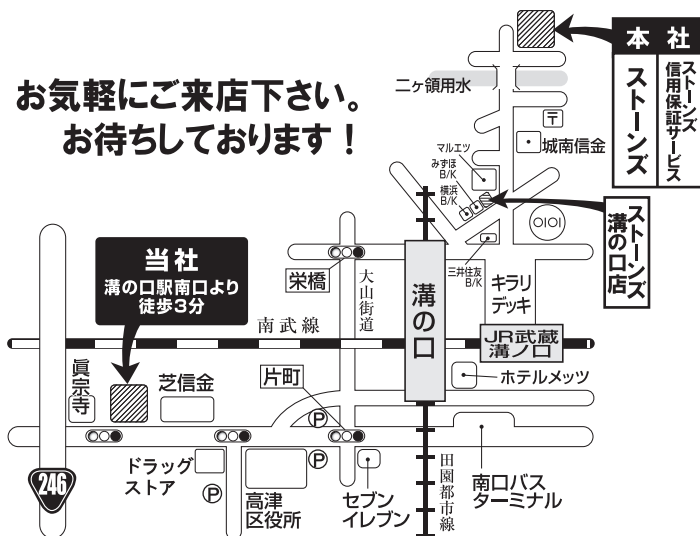 お気軽にご来店下さい。
お待ちしております！
本社
ストーンズ
ストーンズ
信用保証サービス
二ヶ領用水
〒
城南信金
マルエツ
みずほ
B/K
横浜
B/K
OIOI
ストーンズ
溝の口店
三井住友
B/K
キラリ
デッキ
当社
溝の口駅南口より
徒歩3分
栄橋
大山街道
溝の口
南武線
JR武蔵
溝ノ口
ホテルメッツ
眞宗寺
芝信金
片町
P
P
P
246
ドラッグ
ストア
高津
区役所
セブン
イレブン
田園都市線
南口バス
ターミナル